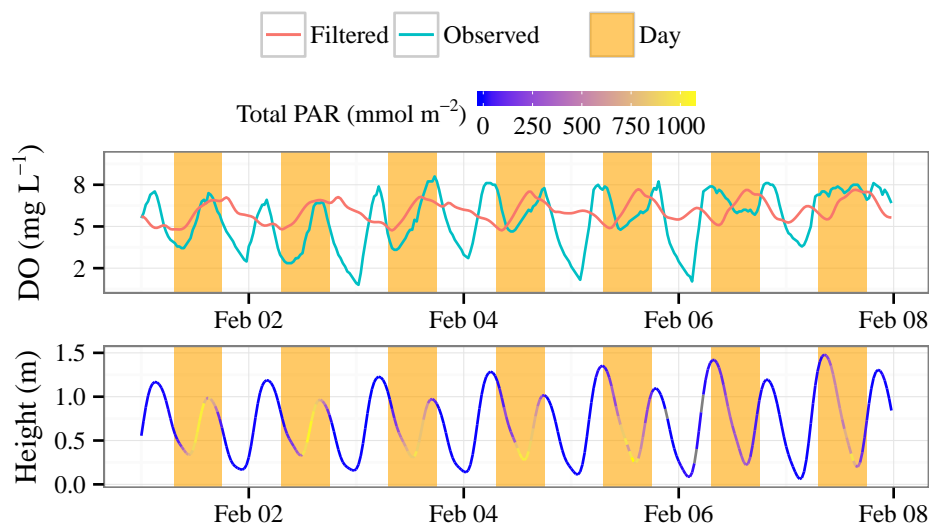 Filtered Observed Day
Total PAR (mmol m⁻²)
0 250 500 750 1000
DO (mg L⁻¹)
8
5
2
Feb 02 Feb 04 Feb 06 Feb 08
Height (m)
1.5
1.0
0.5
0.0
Feb 02 Feb 04 Feb 06 Feb 08